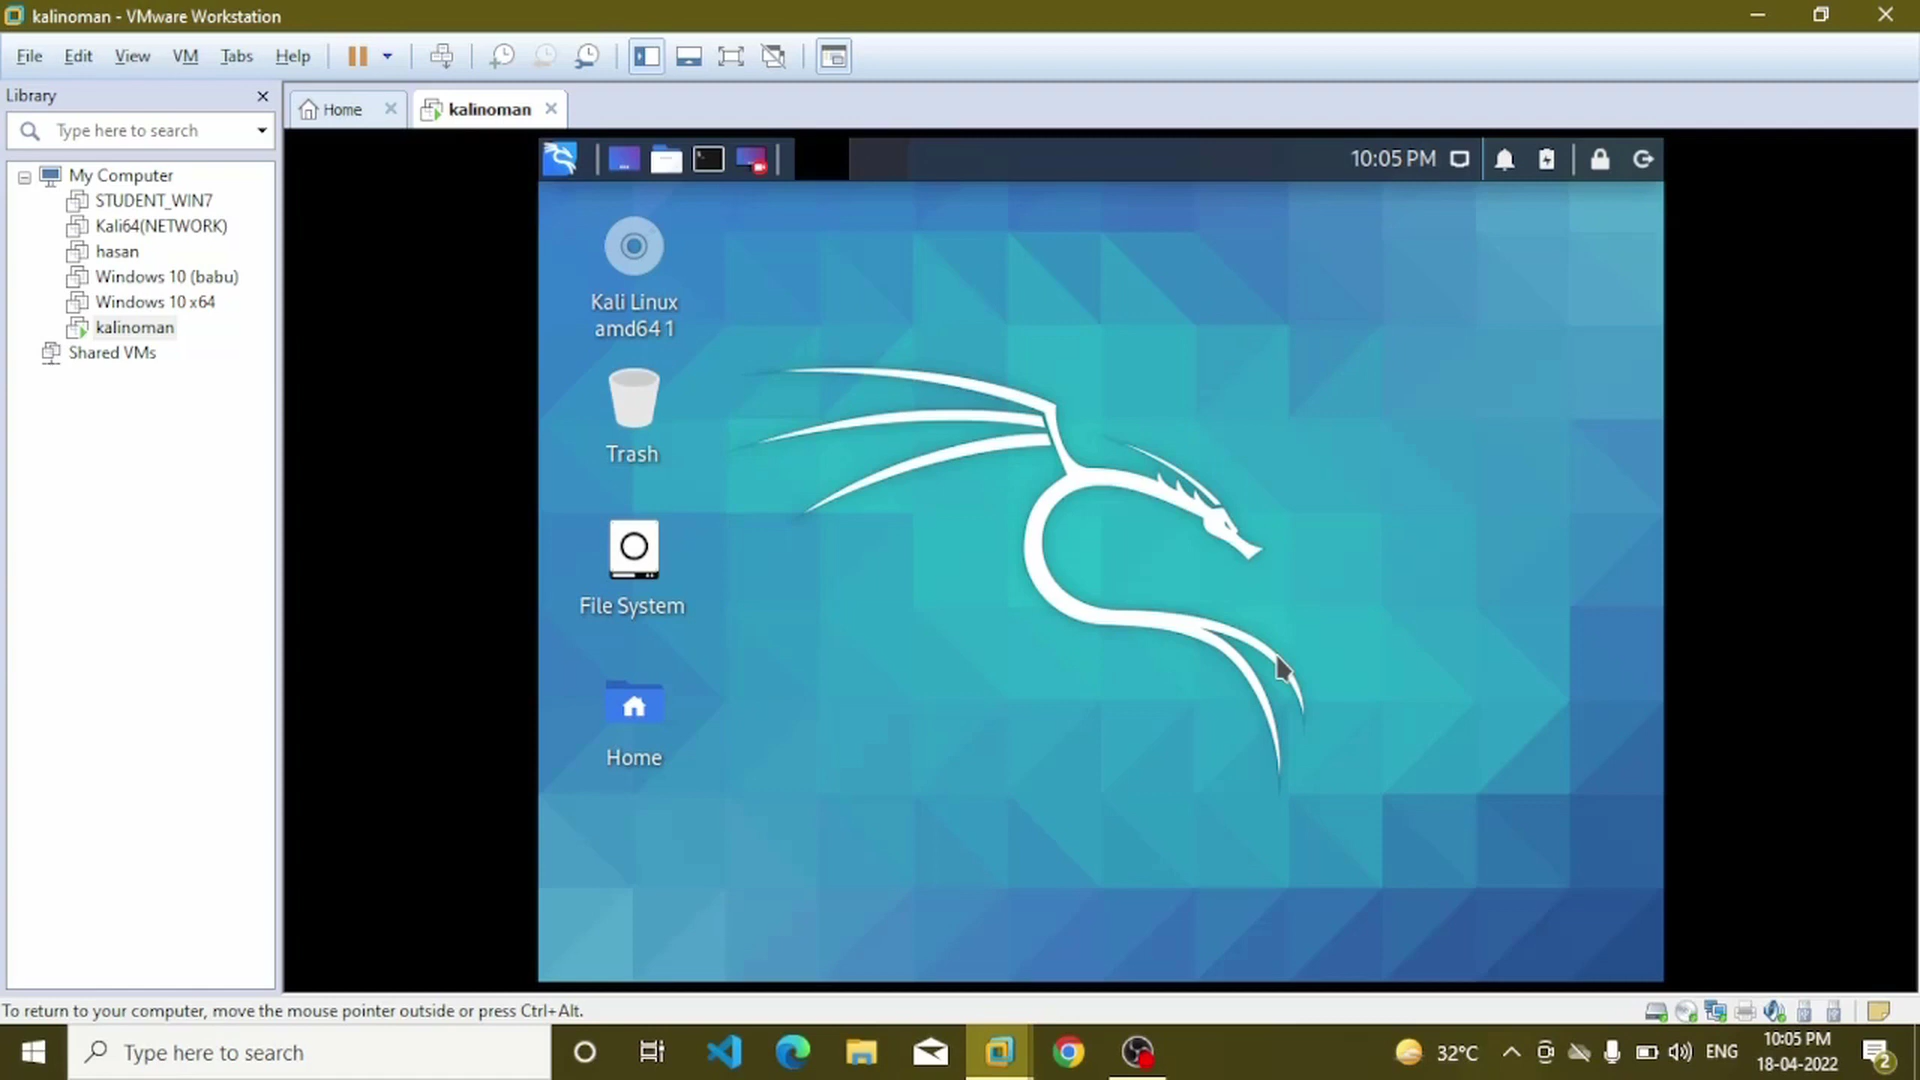 kalinoman - VMware Workstation
File Edit View VM Tabs Help
Library
Type here to search
My Computer
STUDENT_WIN7
Kali64(NETWORK)
hasan
Windows 10 (babu)
Windows 10 x64
kalinoman
Shared VMs
Home
kalinoman
10:05 PM
Kali Linux
amd64 1
Trash
File System
Home
To return to your computer, move the mouse pointer outside or press Ctrl+Alt.
Type here to search
32°C
ENG
10:05 PM
18-04-2022
2